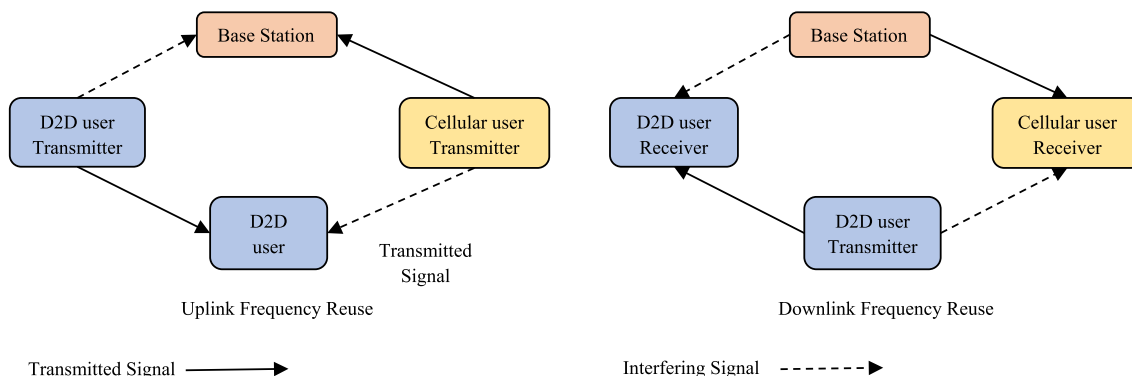 Base Station
D2D user
Transmitter
Cellular user
Transmitter
D2D
user
Transmitted
Signal
Uplink Frequency Reuse
Base Station
D2D user
Receiver
Cellular user
Receiver
D2D user
Transmitter
Downlink Frequency Reuse
Transmitted Signal
Interfering Signal